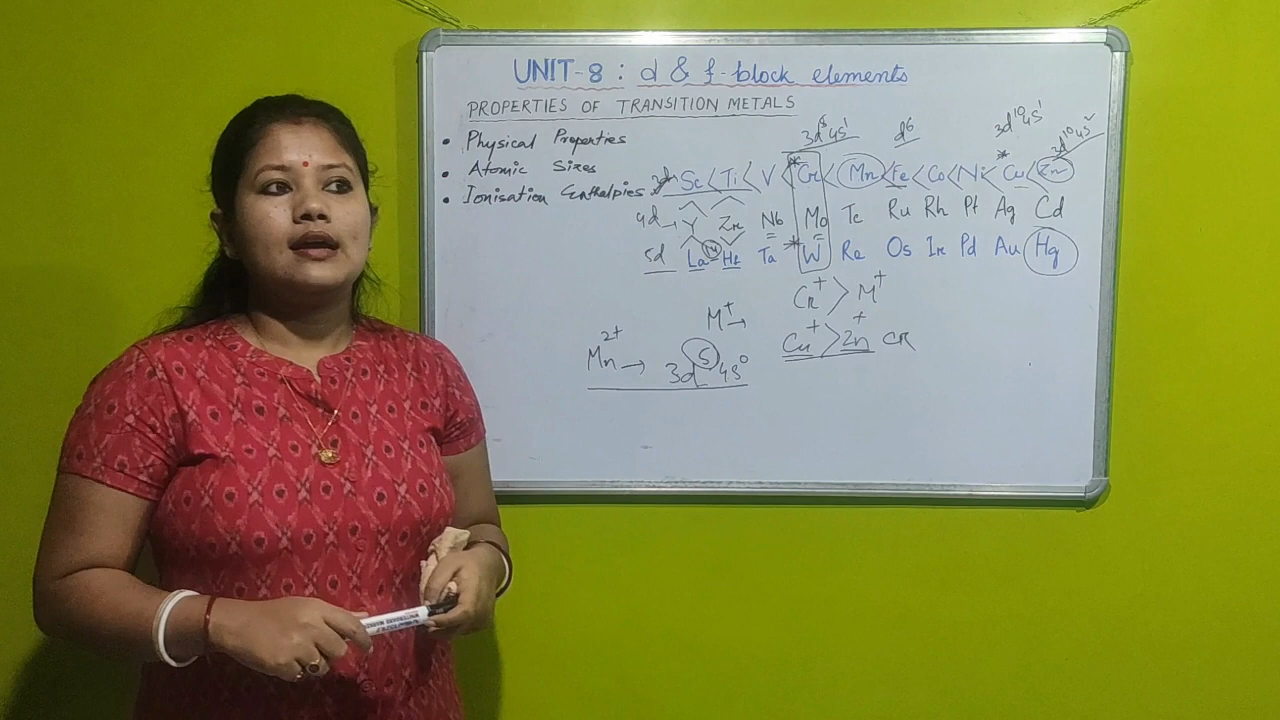 UNIT-8 : d & f-block elements
PROPERTIES OF TRANSITION METALS
• Physical Properties
• Atomic Sizes
• Ionisation Enthalpies
3d⁵4s¹ d⁶ 3d¹⁰4s¹ 3d¹⁰4s²
3d Sc < Ti < V < Cr < Mn < Fe < Co < Ni < Cu < Zn
4d → Y Zr Nb Mo Tc Ru Rh Pt Ag Cd
5d La Hf Ta W Re Os Ir Pd Au Hg
Cr⁺ > M⁺
M⁺ →
Cu⁺ > Zn⁺ CR
Mn²⁺ → 3d⁵ 4s⁰
WHITEBOARD MARKER